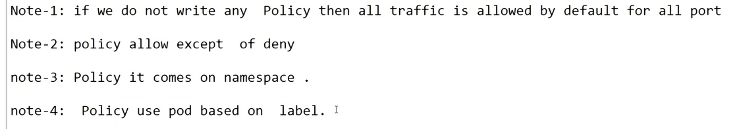 Note-1: if we do not write any  Policy then all traffic is allowed by default for all port
Note-2: policy allow except  of deny
note-3: Policy it comes on namespace .
note-4:  Policy use pod based on  label.